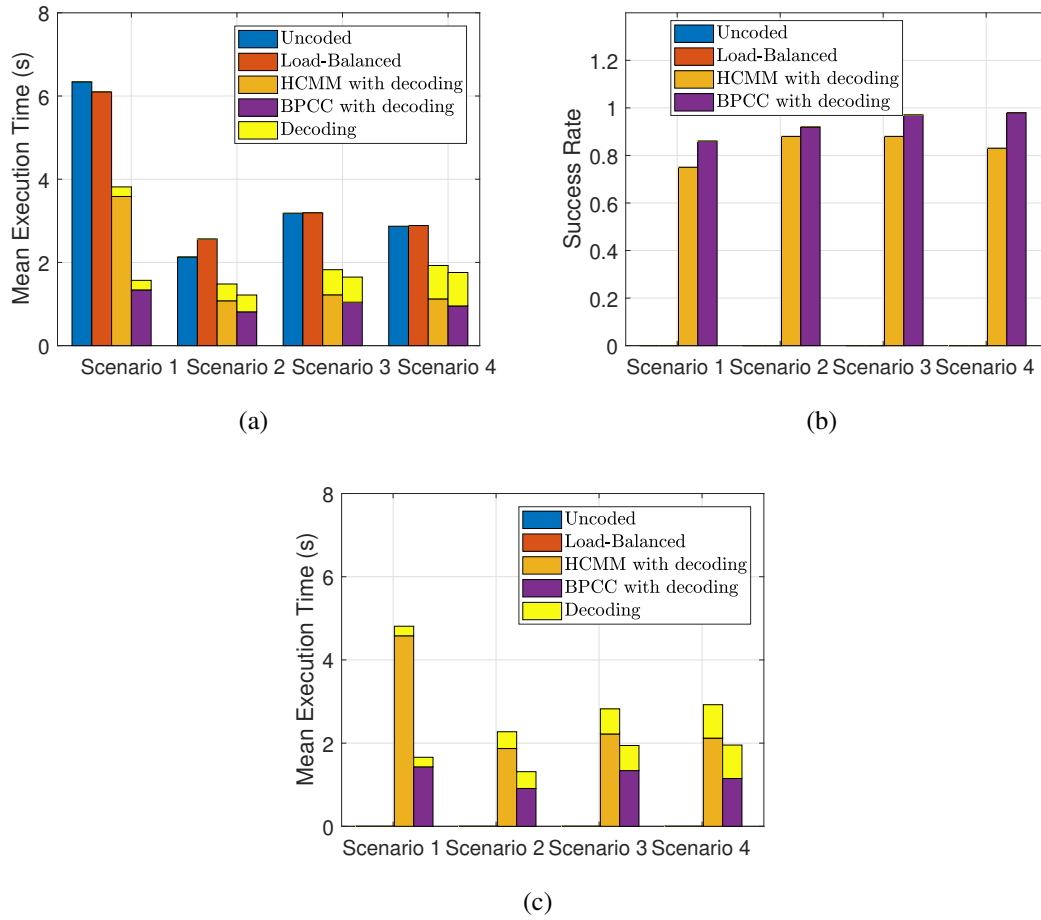 8
6
4
2
0
Mean Execution Time (s)
Uncoded
Load-Balanced
HCMM with decoding
BPCC with decoding
Decoding
Scenario 1 Scenario 2 Scenario 3 Scenario 4
(a)
1.2
1
0.8
0.6
0.4
0.2
0
Success Rate
Uncoded
Load-Balanced
HCMM with decoding
BPCC with decoding
Scenario 1 Scenario 2 Scenario 3 Scenario 4
(b)
8
6
4
2
0
Mean Execution Time (s)
Uncoded
Load-Balanced
HCMM with decoding
BPCC with decoding
Decoding
Scenario 1 Scenario 2 Scenario 3 Scenario 4
(c)